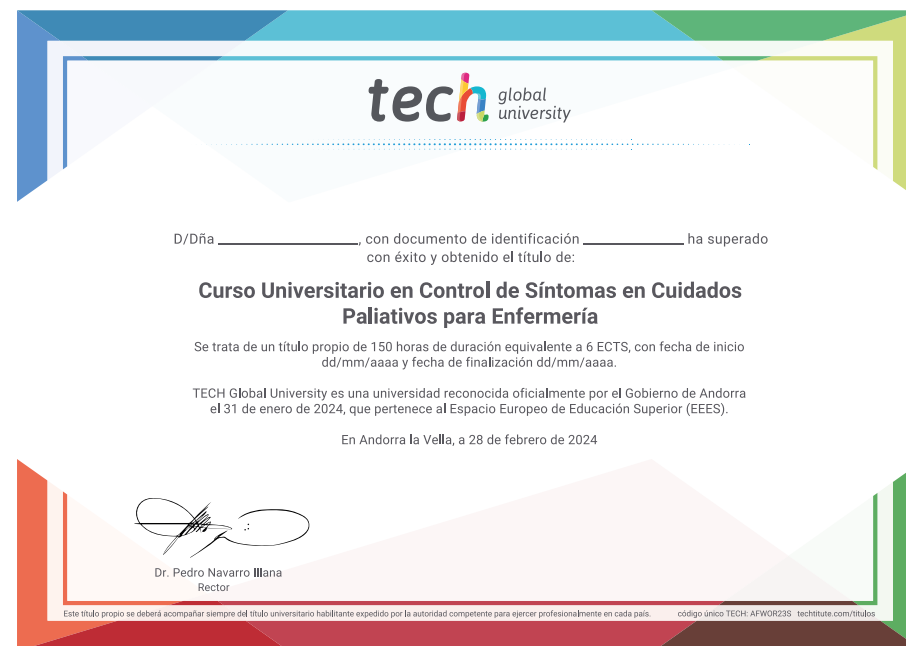 tech global university
D/Dña ____________, con documento de identificación ____________ ha superado
con éxito y obtenido el título de:
Curso Universitario en Control de Síntomas en Cuidados
Paliativos para Enfermería
Se trata de un título propio de 150 horas de duración equivalente a 6 ECTS, con fecha de inicio
dd/mm/aaaa y fecha de finalización dd/mm/aaaa.
TECH Global University es una universidad reconocida oficialmente por el Gobierno de Andorra
el 31 de enero de 2024, que pertenece al Espacio Europeo de Educación Superior (EEES).
En Andorra la Vella, a 28 de febrero de 2024
Dr. Pedro Navarro Illana
Rector
Este título propio se deberá acompañar siempre del título universitario habilitante expedido por la autoridad competente para ejercer profesionalmente en cada país. código único TECH: AFWOR23S techtitute.com/titulos